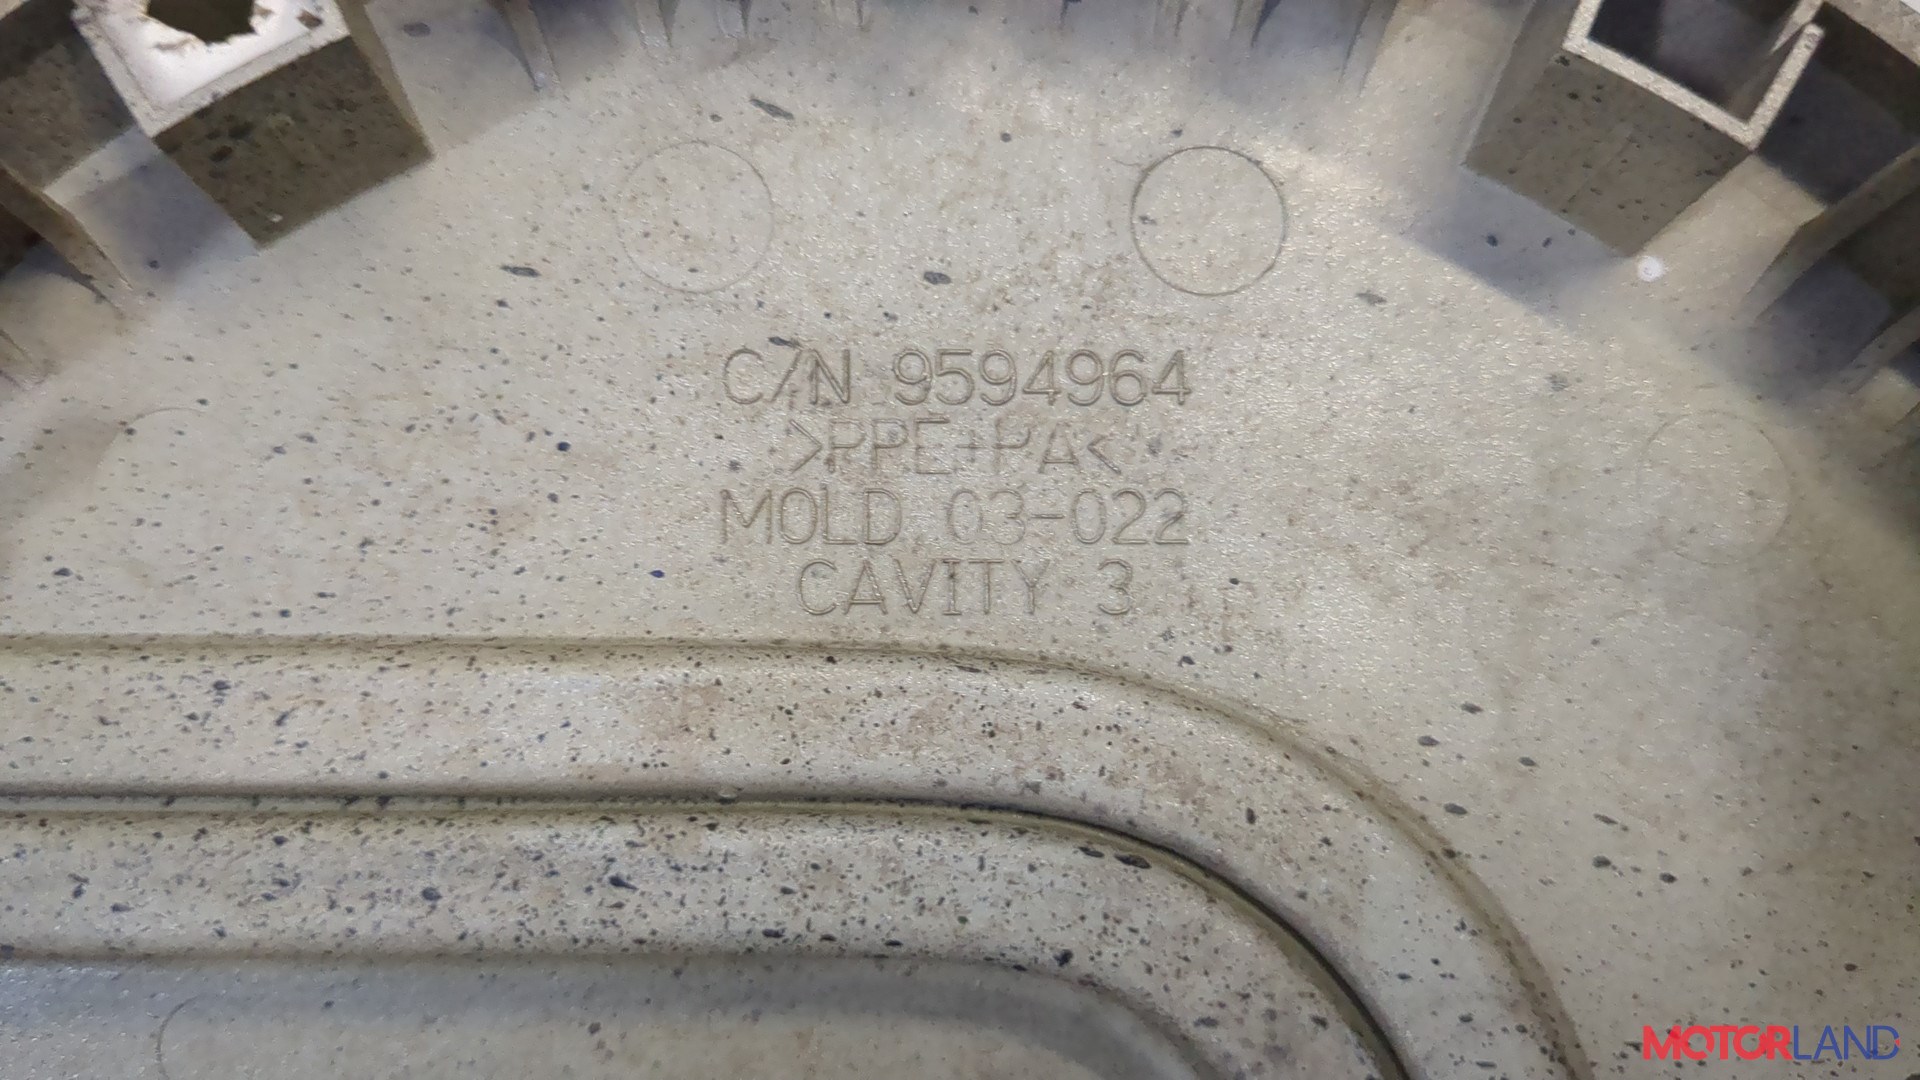 C/N 9594964
>PPE+PA<
MOLD 03-022
CAVITY 3
MOTORLAND